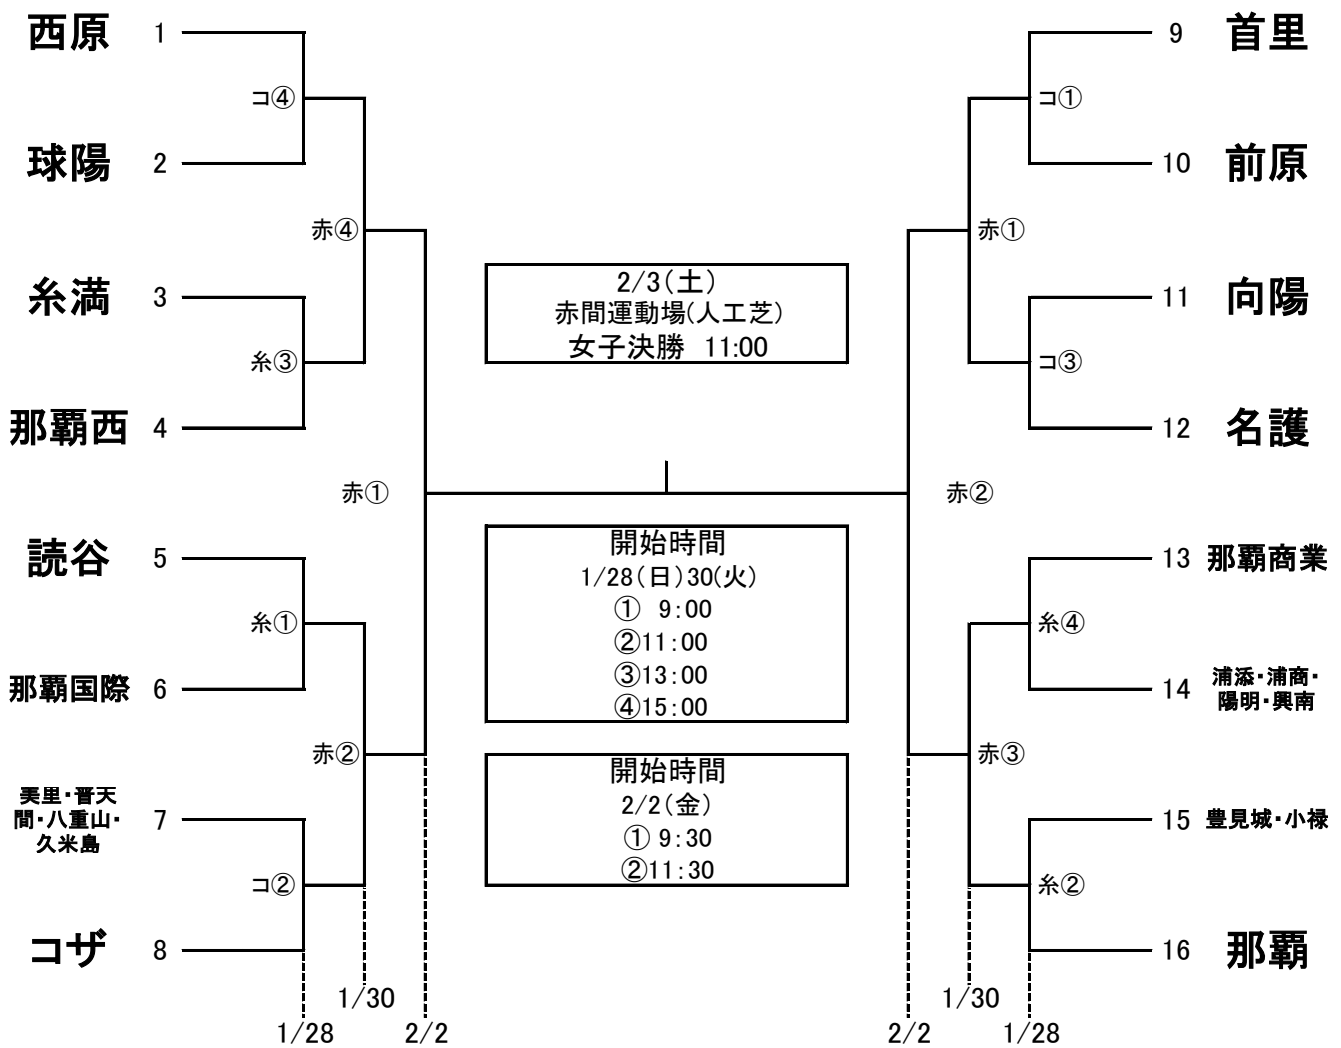 西原 1
コ④
球陽 2
赤④
糸満 3
糸③
那覇西 4
赤①
読谷 5
糸①
那覇国際 6
赤②
美里・普天
間・八重山・ 7
久米島
コ②
コザ 8
1/28
1/30
2/2
2/3(土)
赤間運動場(人工芝)
女子決勝 11:00
開始時間
1/28(日)30(火)
① 9:00
②11:00
③13:00
④15:00
開始時間
2/2(金)
① 9:30
②11:30
9 首里
コ①
10 前原
赤①
11 向陽
コ③
12 名護
赤②
13 那覇商業
糸④
14 浦添・浦商・
陽明・興南
赤③
15 豊見城・小禄
糸②
16 那覇
2/2
1/30
1/28